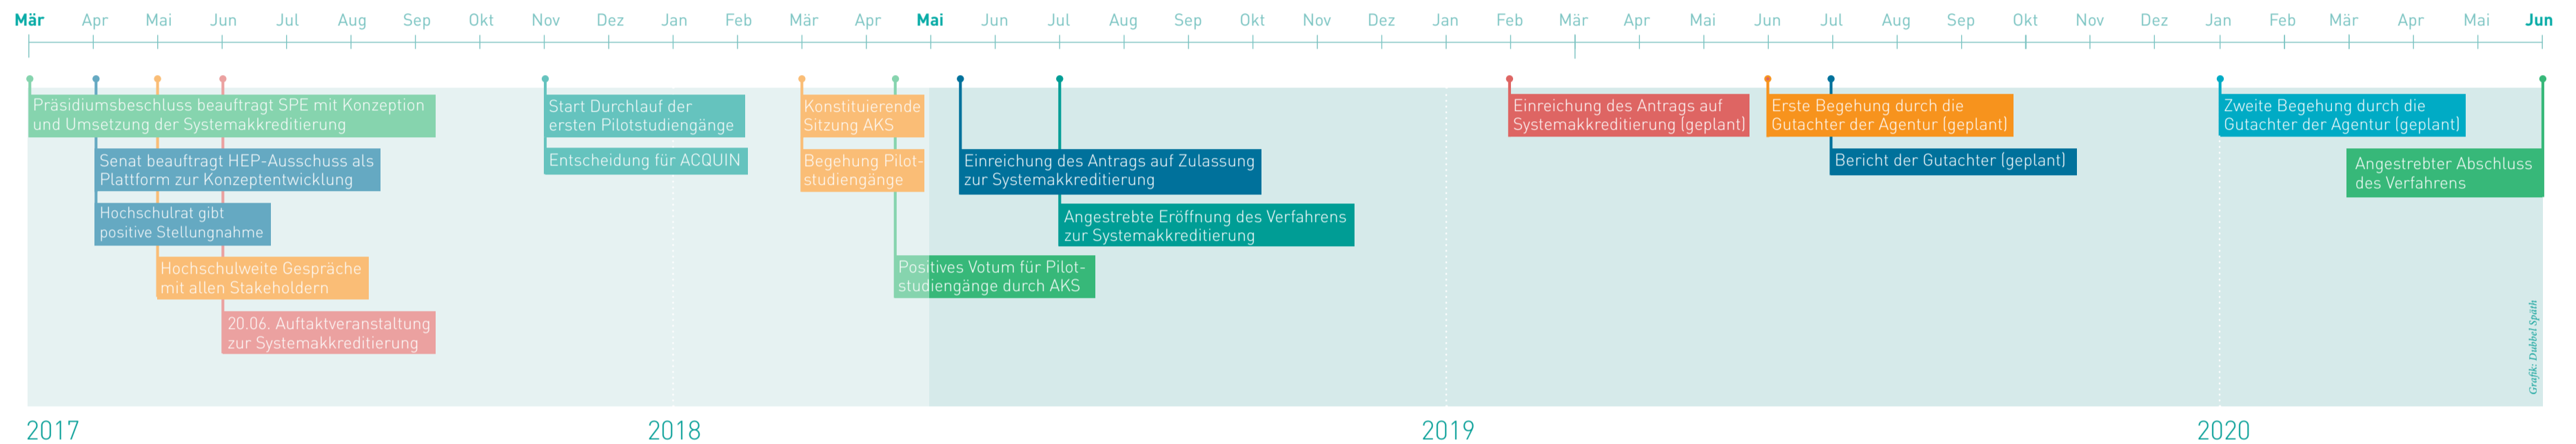 Mär Apr Mai Jun Jul Aug Sep Okt Nov Dez Jan Feb Mär Apr Mai Jun Jul Aug Sep Okt Nov Dez Jan Feb Mär Apr Mai Jun Jul Aug Sep Okt Nov Dez Jan Feb Mär Apr Mai Jun
Präsidiumsbeschluss beauftragt SPE mit Konzeption
und Umsetzung der Systemakkreditierung
Senat beauftragt HEP-Ausschuss als
Plattform zur Konzeptentwicklung
Hochschulrat gibt
positive Stellungnahme
Hochschulweite Gespräche
mit allen Stakeholdern
20.06. Auftaktveranstaltung
zur Systemakkreditierung
Start Durchlauf der
ersten Pilotstudiengänge
Entscheidung für ACQUIN
Konstituierende
Sitzung AKS
Begehung Pilot-
studiengänge
Positives Votum für Pilot-
studiengänge durch AKS
Einreichung des Antrags auf Zulassung
zur Systemakkreditierung
Angestrebte Eröffnung des Verfahrens
zur Systemakkreditierung
Einreichung des Antrags auf
Systemakkreditierung (geplant)
Erste Begehung durch die
Gutachter der Agentur (geplant)
Bericht der Gutachter (geplant)
Zweite Begehung durch die
Gutachter der Agentur (geplant)
Angestrebter Abschluss
des Verfahrens
Grafik: Dubbel Späth
2017 2018 2019 2020